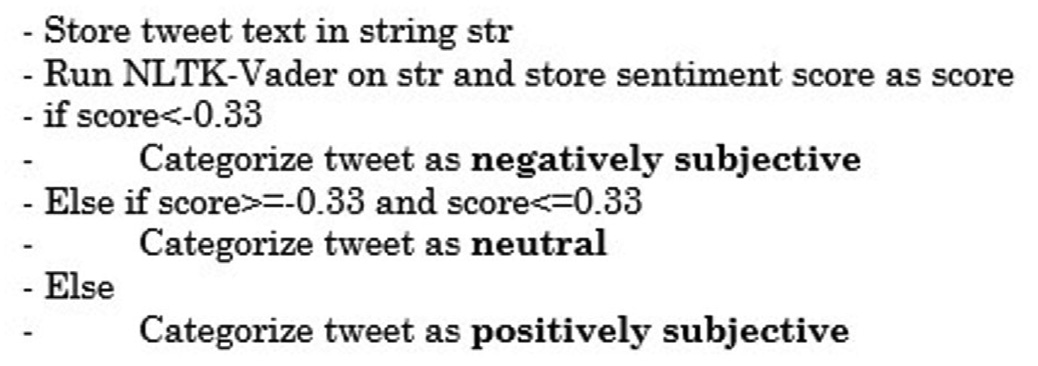 - Store tweet text in string str
- Run NLTK-Vader on str and store sentiment score as score
- if score<-0.33
- Categorize tweet as negatively subjective
- Else if score>=-0.33 and score<=0.33
- Categorize tweet as neutral
- Else
- Categorize tweet as positively subjective